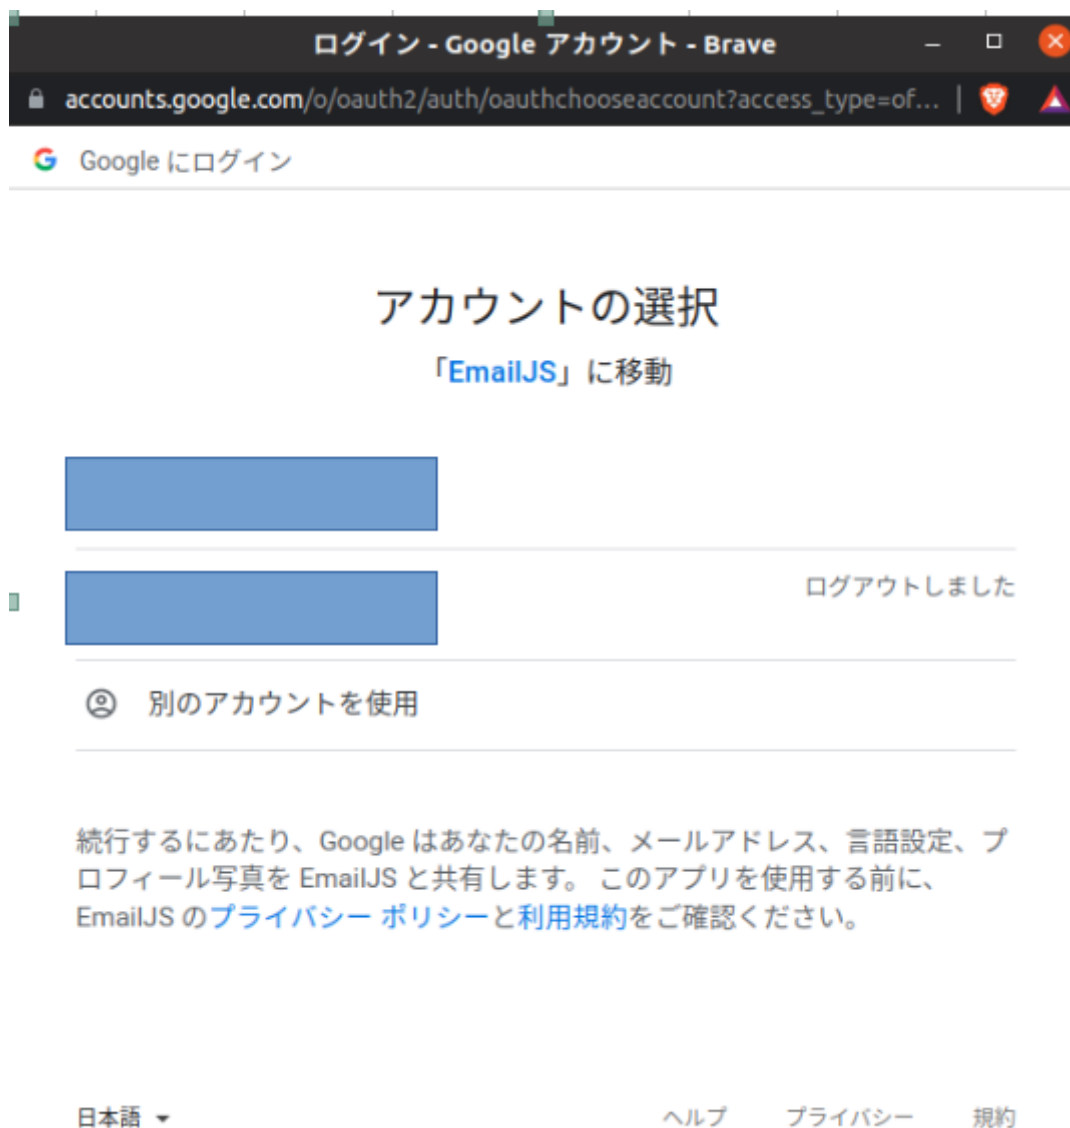 ログイン - Google アカウント - Brave
accounts.google.com/o/oauth2/auth/oauthchooseaccount?access_type=of...
Google にログイン
アカウントの選択
「EmailJS」に移動
ログアウトしました
別のアカウントを使用
続行するにあたり、Google はあなたの名前、メールアドレス、言語設定、プ
ロフィール写真を EmailJS と共有します。 このアプリを使用する前に、
EmailJS のプライバシー ポリシーと利用規約をご確認ください。
日本語 ヘルプ プライバシー 規約